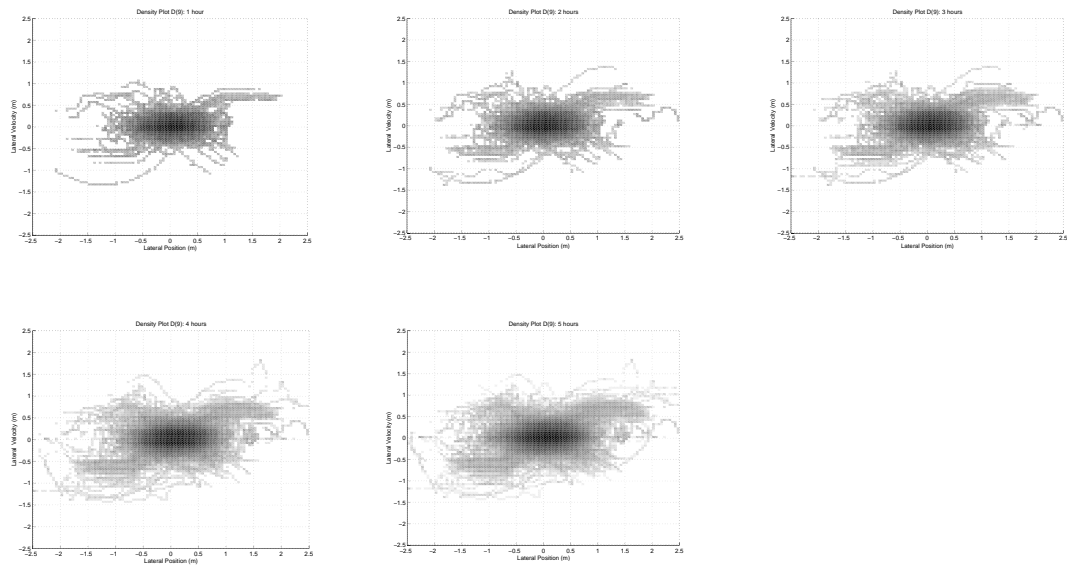 Density Plot D(9): 1 hour
2.5
2
1.5
1
0.5
0
−0.5
−1
−1.5
−2
−2.5
Lateral Velocity (m)
−2.5 −2 −1.5 −1 −0.5 0 0.5 1 1.5 2 2.5
Lateral Position (m)
Density Plot D(9): 2 hours
2.5
2
1.5
1
0.5
0
−0.5
−1
−1.5
−2
−2.5
Lateral Velocity (m)
−2.5 −2 −1.5 −1 −0.5 0 0.5 1 1.5 2 2.5
Lateral Position (m)
Density Plot D(9): 3 hours
2.5
2
1.5
1
0.5
0
−0.5
−1
−1.5
−2
−2.5
Lateral Velocity (m)
−2.5 −2 −1.5 −1 −0.5 0 0.5 1 1.5 2 2.5
Lateral Position (m)
Density Plot D(9): 4 hours
2.5
2
1.5
1
0.5
0
−0.5
−1
−1.5
−2
−2.5
Lateral Velocity (m)
−2.5 −2 −1.5 −1 −0.5 0 0.5 1 1.5 2 2.5
Lateral Position (m)
Density Plot D(9): 5 hours
2.5
2
1.5
1
0.5
0
−0.5
−1
−1.5
−2
−2.5
Lateral Velocity (m)
−2.5 −2 −1.5 −1 −0.5 0 0.5 1 1.5 2 2.5
Lateral Position (m)